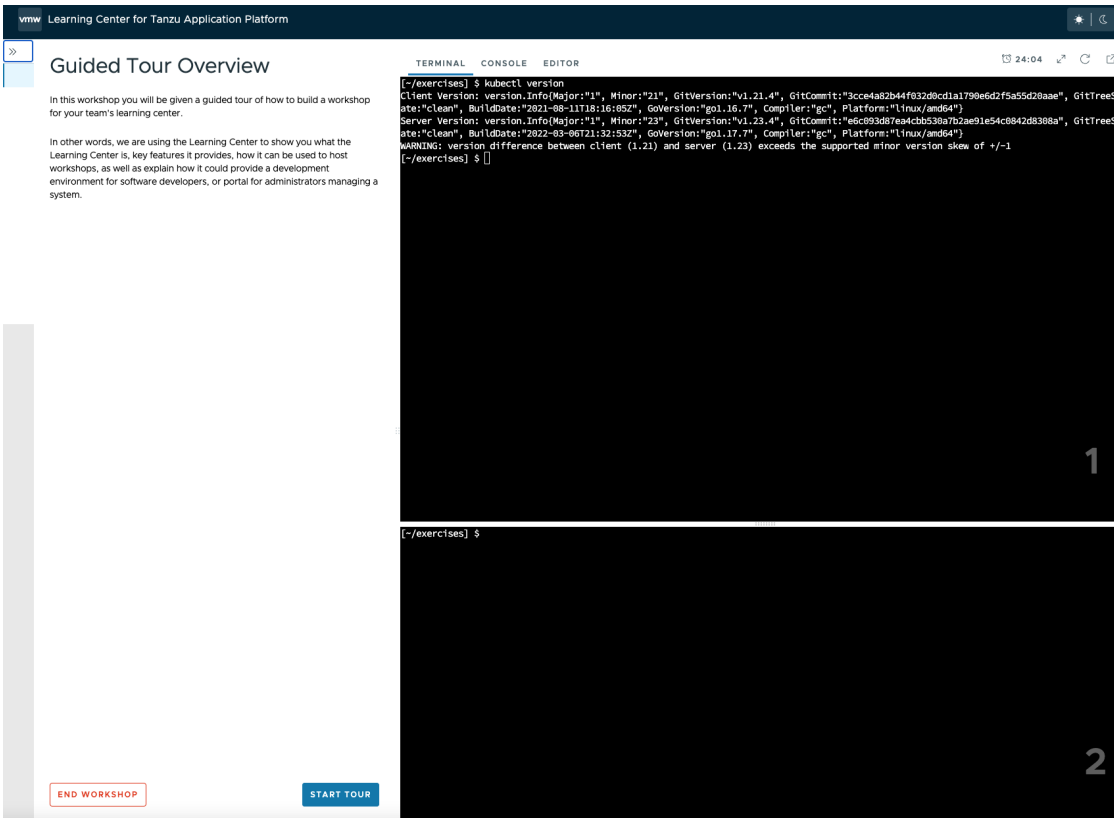 vmw Learning Center for Tanzu Application Platform
Guided Tour Overview
In this workshop you will be given a guided tour of how to build a workshop
for your team's learning center.
In other words, we are using the Learning Center to show you what the
Learning Center is, key features it provides, how it can be used to host
workshops, as well as explain how it could provide a development
environment for software developers, or portal for administrators managing a
system.
END WORKSHOP
START TOUR
TERMINAL CONSOLE EDITOR
24:04
[~/exercises] $ kubectl version
Client Version: version.Info{Major:"1", Minor:"21", GitVersion:"v1.21.4", GitCommit:"3cce4a82b44f032d0cd1a1790e6d2f5a55d20aae", GitTreeS
ate:"clean", BuildDate:"2021-08-11T18:16:05Z", GoVersion:"go1.16.7", Compiler:"gc", Platform:"linux/amd64"}
Server Version: version.Info{Major:"1", Minor:"23", GitVersion:"v1.23.4", GitCommit:"e6c093d87ea4cbb530a7b2ae91e54c0842d8308a", GitTreeS
ate:"clean", BuildDate:"2022-03-06T21:32:53Z", GoVersion:"go1.17.7", Compiler:"gc", Platform:"linux/amd64"}
WARNING: version difference between client (1.21) and server (1.23) exceeds the supported minor version skew of +/-1
[~/exercises] $
1
[~/exercises] $
2